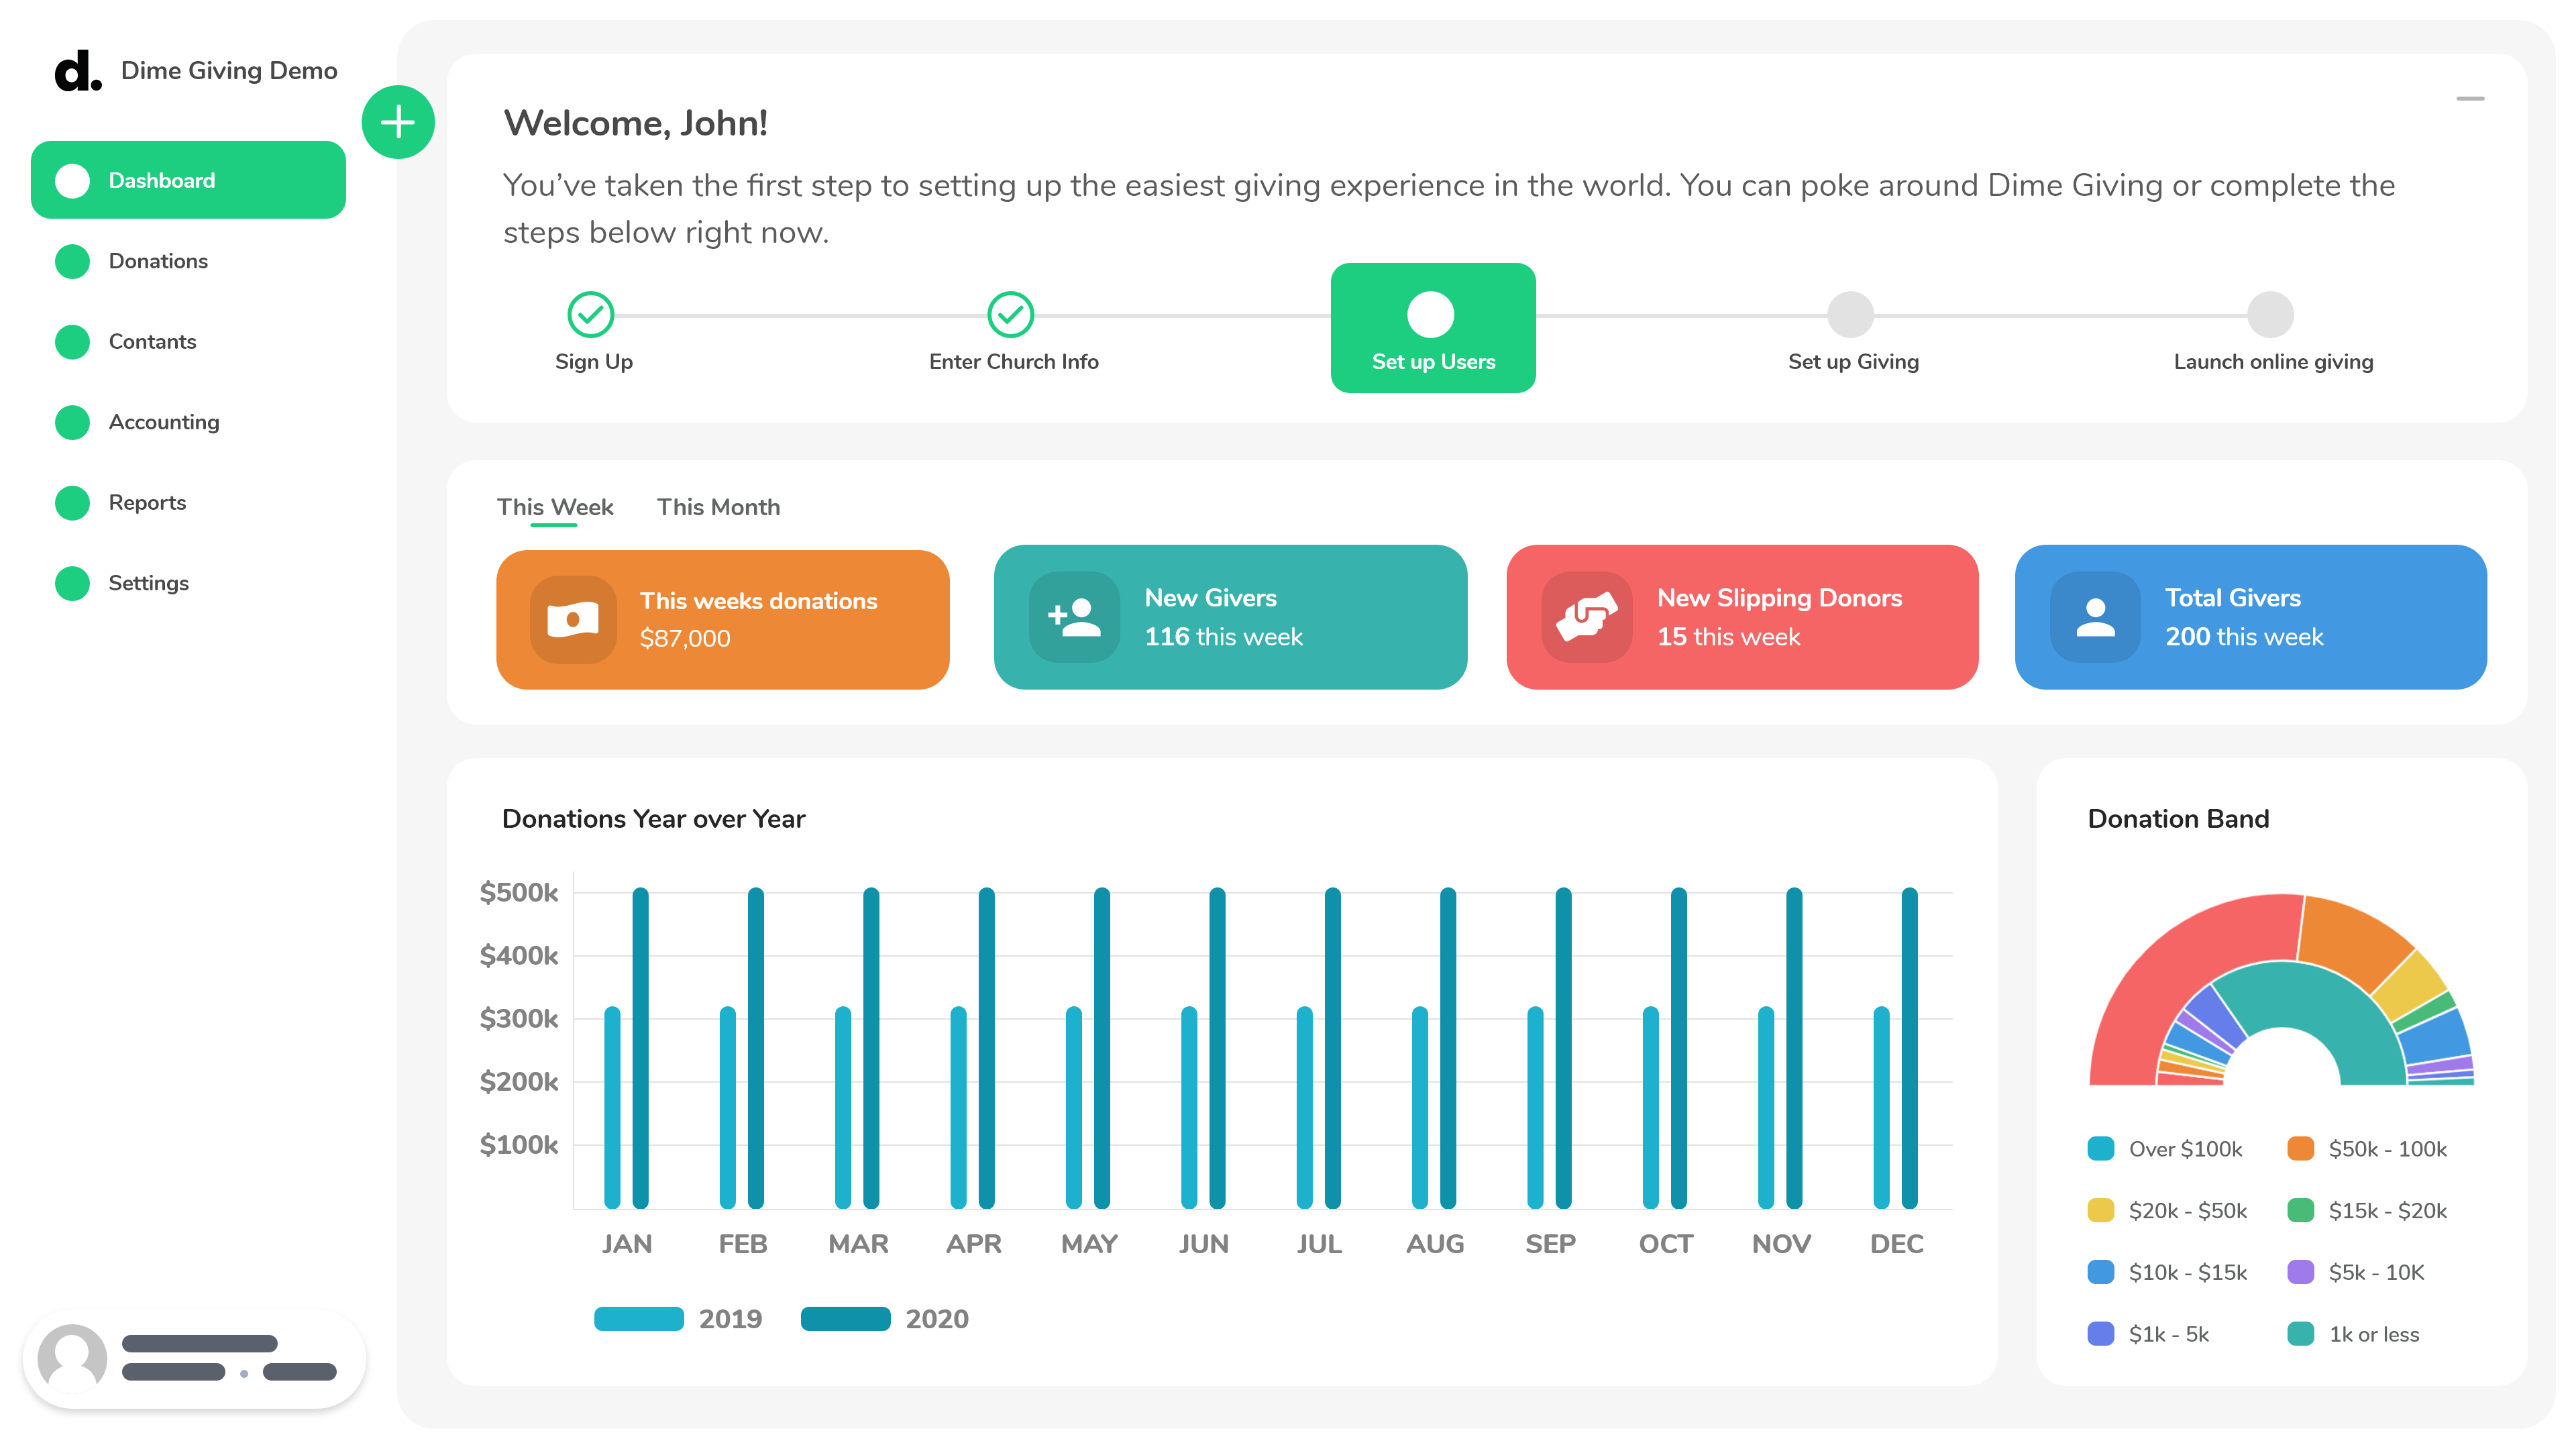 d. Dime Giving Demo
Dashboard
Donations
Contants
Accounting
Reports
Settings
Welcome, John!
You’ve taken the first step to setting up the easiest giving experience in the world. You can poke around Dime Giving or complete the
steps below right now.
Sign Up
Enter Church Info
Set up Users
Set up Giving
Launch online giving
This Week
This Month
This weeks donations
$87,000
New Givers
116 this week
New Slipping Donors
15 this week
Total Givers
200 this week
Donations Year over Year
$500k
$400k
$300k
$200k
$100k
JAN FEB MAR APR MAY JUN JUL AUG SEP OCT NOV DEC
2019 2020
Donation Band
Over $100k
$50k - 100k
$20k - $50k
$15k - $20k
$10k - $15k
$5k - 10K
$1k - 5k
1k or less